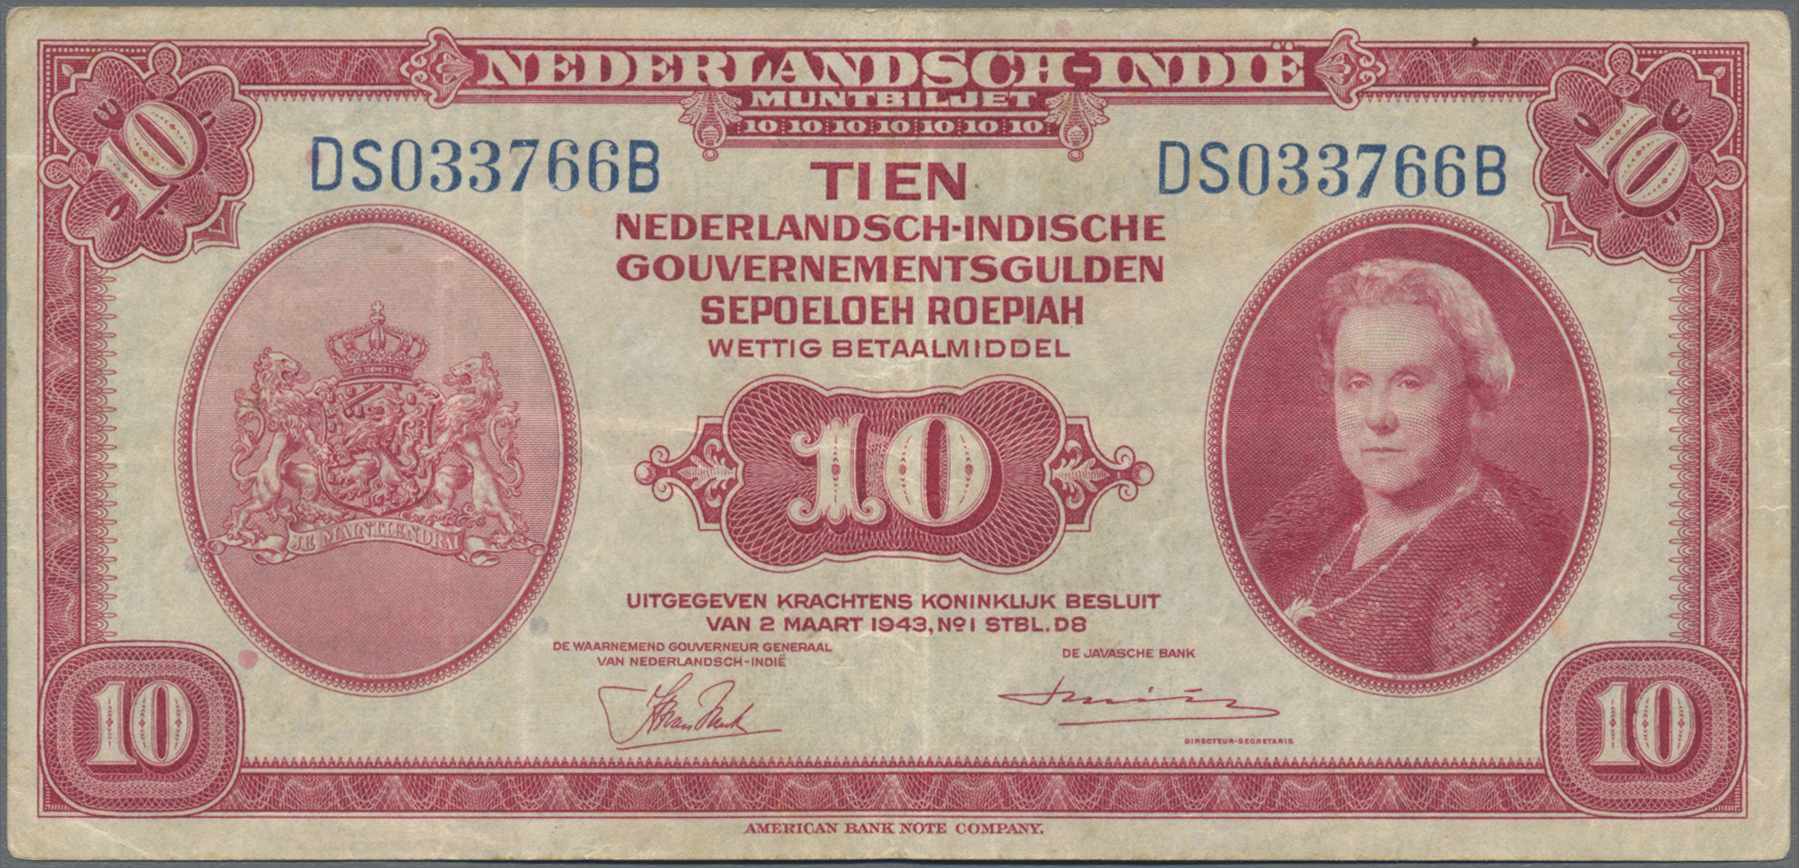 NEDERLANDSCH-INDIË
MUNTBILJET
10 10 10 10 10 10 10
10
10
DS033766B
DS033766B
TIEN
NEDERLANDSCH-INDISCHE
GOUVERNEMENTSGULDEN
SEPOELOEH ROEPIAH
WETTIG BETAALMIDDEL
10
JE MAINTIENDRAI
UITGEGEVEN KRACHTENS KONINKLIJK BESLUIT
VAN 2 MAART 1943, No 1 STBL. D8
DE WAARNEMEND GOUVERNEUR GENERAAL
VAN NEDERLANDSCH-INDIË
DE JAVASCHE BANK
DIRECTEUR-SECRETARIS
10
10
AMERICAN BANK NOTE COMPANY.